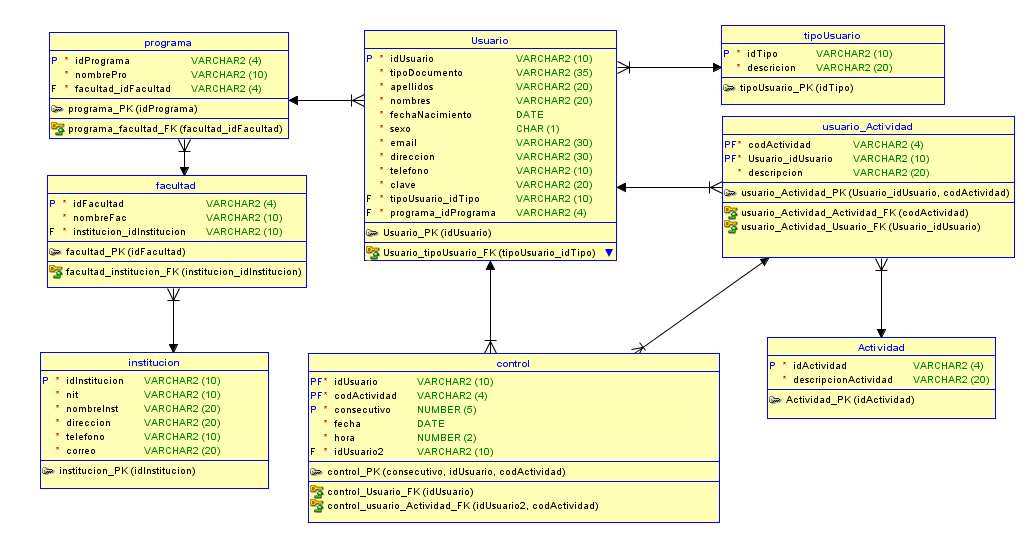 programa
P * idPrograma VARCHAR2 (4)
* nombrePro VARCHAR2 (10)
F * facultad_idFacultad VARCHAR2 (4)
programa_PK (idPrograma)
programa_facultad_FK (facultad_idFacultad)
facultad
P * idFacultad VARCHAR2 (4)
* nombreFac VARCHAR2 (10)
F * institucion_idInstitucion VARCHAR2 (10)
facultad_PK (idFacultad)
facultad_institucion_FK (institucion_idInstitucion)
institucion
P * idInstitucion VARCHAR2 (10)
* nit VARCHAR2 (10)
* nombreInst VARCHAR2 (20)
* direccion VARCHAR2 (20)
* telefono VARCHAR2 (10)
* correo VARCHAR2 (20)
institucion_PK (idInstitucion)
Usuario
P * idUsuario VARCHAR2 (10)
* tipoDocumento VARCHAR2 (35)
* apellidos VARCHAR2 (20)
* nombres VARCHAR2 (20)
* fechaNacimiento DATE
* sexo CHAR (1)
* email VARCHAR2 (30)
* direccion VARCHAR2 (30)
* telefono VARCHAR2 (10)
* clave VARCHAR2 (20)
F * tipoUsuario_idTipo VARCHAR2 (10)
F * programa_idPrograma VARCHAR2 (4)
Usuario_PK (idUsuario)
Usuario_tipoUsuario_FK (tipoUsuario_idTipo)
control
PF* idUsuario VARCHAR2 (10)
PF* codActividad VARCHAR2 (4)
P * consecutivo NUMBER (5)
* fecha DATE
* hora NUMBER (2)
F * idUsuario2 VARCHAR2 (10)
control_PK (consecutivo, idUsuario, codActividad)
control_Usuario_FK (idUsuario)
control_usuario_Actividad_FK (idUsuario2, codActividad)
tipoUsuario
P * idTipo VARCHAR2 (10)
* descricion VARCHAR2 (20)
tipoUsuario_PK (idTipo)
usuario_Actividad
PF* codActividad VARCHAR2 (4)
PF* Usuario_idUsuario VARCHAR2 (10)
* descripcion VARCHAR2 (20)
usuario_Actividad_PK (Usuario_idUsuario, codActividad)
usuario_Actividad_Actividad_FK (codActividad)
usuario_Actividad_Usuario_FK (Usuario_idUsuario)
Actividad
P * idActividad VARCHAR2 (4)
* descripcionActividad VARCHAR2 (20)
Actividad_PK (idActividad)